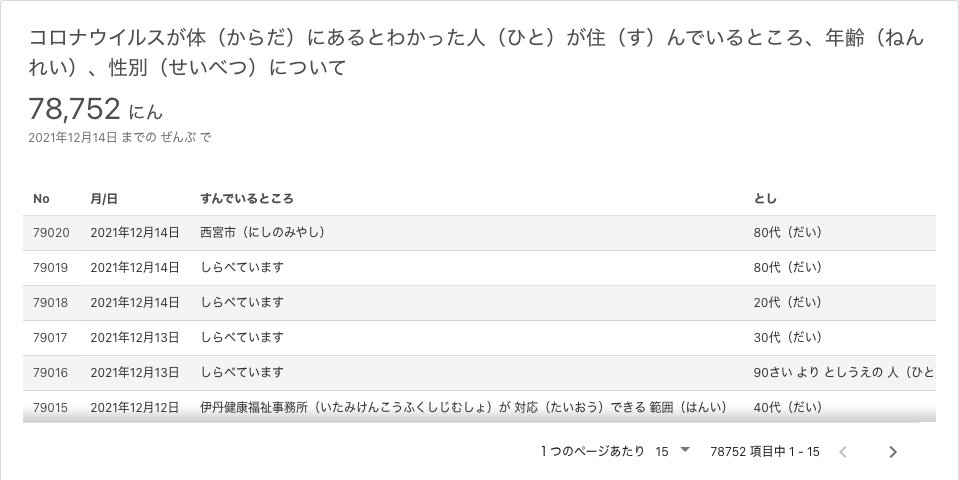 コロナウイルスが体（からだ）にあるとわかった人（ひと）が住（す）んでいるところ、年齢（ねん
れい）、性別（せいべつ）について
78,752 にん
2021年12月14日 までの ぜんぶ で
No 月/日 すんでいるところ とし
79020 2021年12月14日 西宮市（にしのみやし） 80代（だい）
79019 2021年12月14日 しらべています 80代（だい）
79018 2021年12月14日 しらべています 20代（だい）
79017 2021年12月13日 しらべています 30代（だい）
79016 2021年12月13日 しらべています 90さい より としうえの 人（ひと
79015 2021年12月12日 伊丹健康福祉事務所（いたみけんこうふくしじむしょ）が 対応（たいおう）できる 範囲（はんい） 40代（だい）
1 つのページあたり 15 78752 項目中 1 - 15